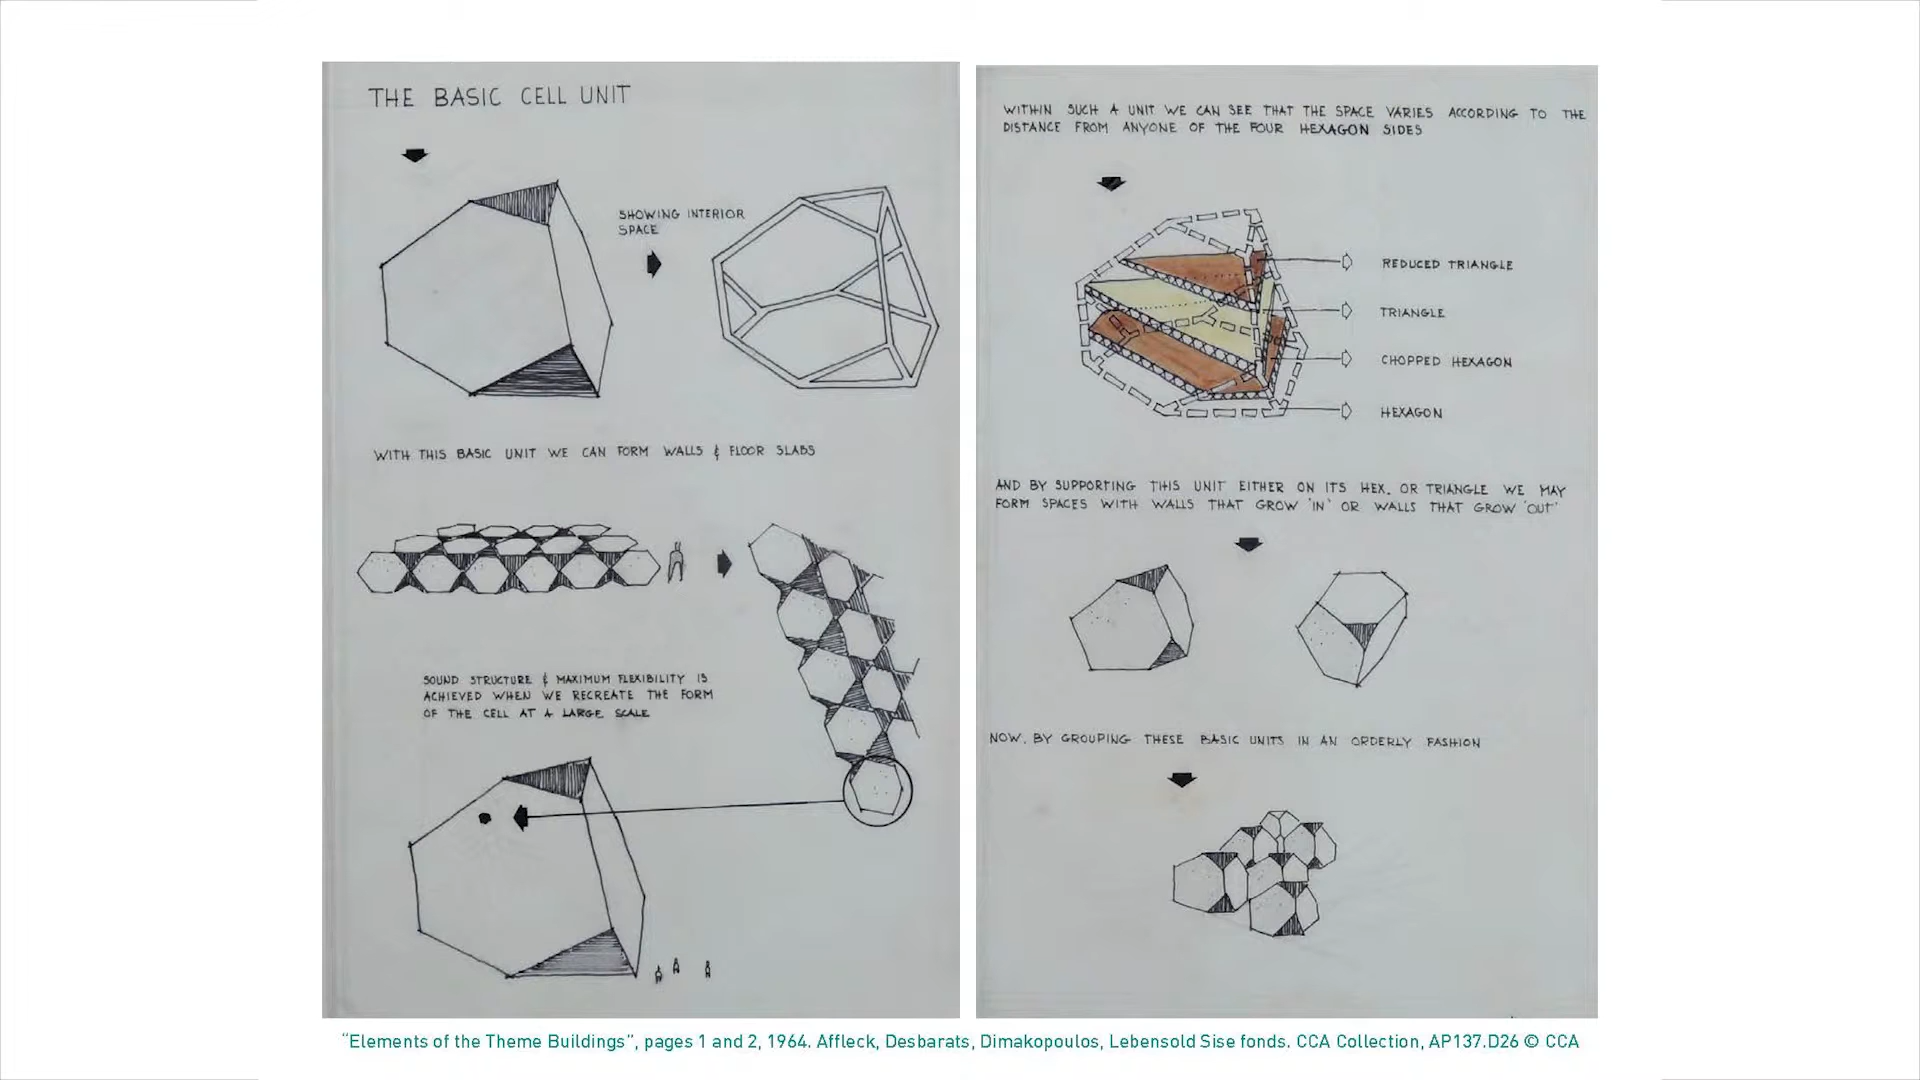 THE BASIC CELL UNIT
SHOWING INTERIOR
SPACE
WITH THIS BASIC UNIT WE CAN FORM WALLS & FLOOR SLABS
SOUND STRUCTURE & MAXIMUM FLEXIBILITY IS
ACHIEVED WHEN WE RECREATE THE FORM
OF THE CELL AT A LARGE SCALE
WITHIN SUCH A UNIT WE CAN SEE THAT THE SPACE VARIES ACCORDING TO THE
DISTANCE FROM ANYONE OF THE FOUR HEXAGON SIDES
REDUCED TRIANGLE
TRIANGLE
CHOPPED HEXAGON
HEXAGON
AND BY SUPPORTING THIS UNIT EITHER ON ITS HEX. OR TRIANGLE WE MAY
FORM SPACES WITH WALLS THAT GROW 'IN' OR WALLS THAT GROW 'OUT'
NOW, BY GROUPING THESE BASIC UNITS IN AN ORDERLY FASHION
"Elements of the Theme Buildings", pages 1 and 2, 1964. Affleck, Desbarats, Dimakopoulos, Lebensold Sise fonds. CCA Collection, AP137.D26 © CCA